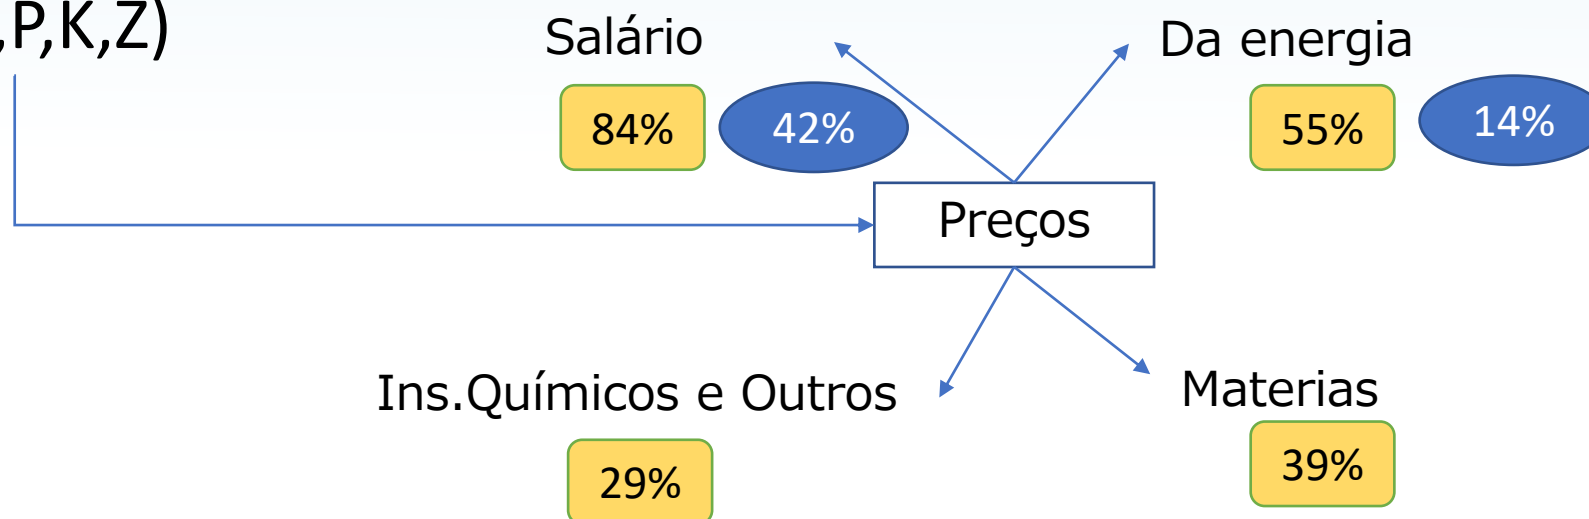 ,P,K,Z)
Salário
Da energia
84%
42%
55%
14%
Preços
Ins.Químicos e Outros
Materias
29%
39%